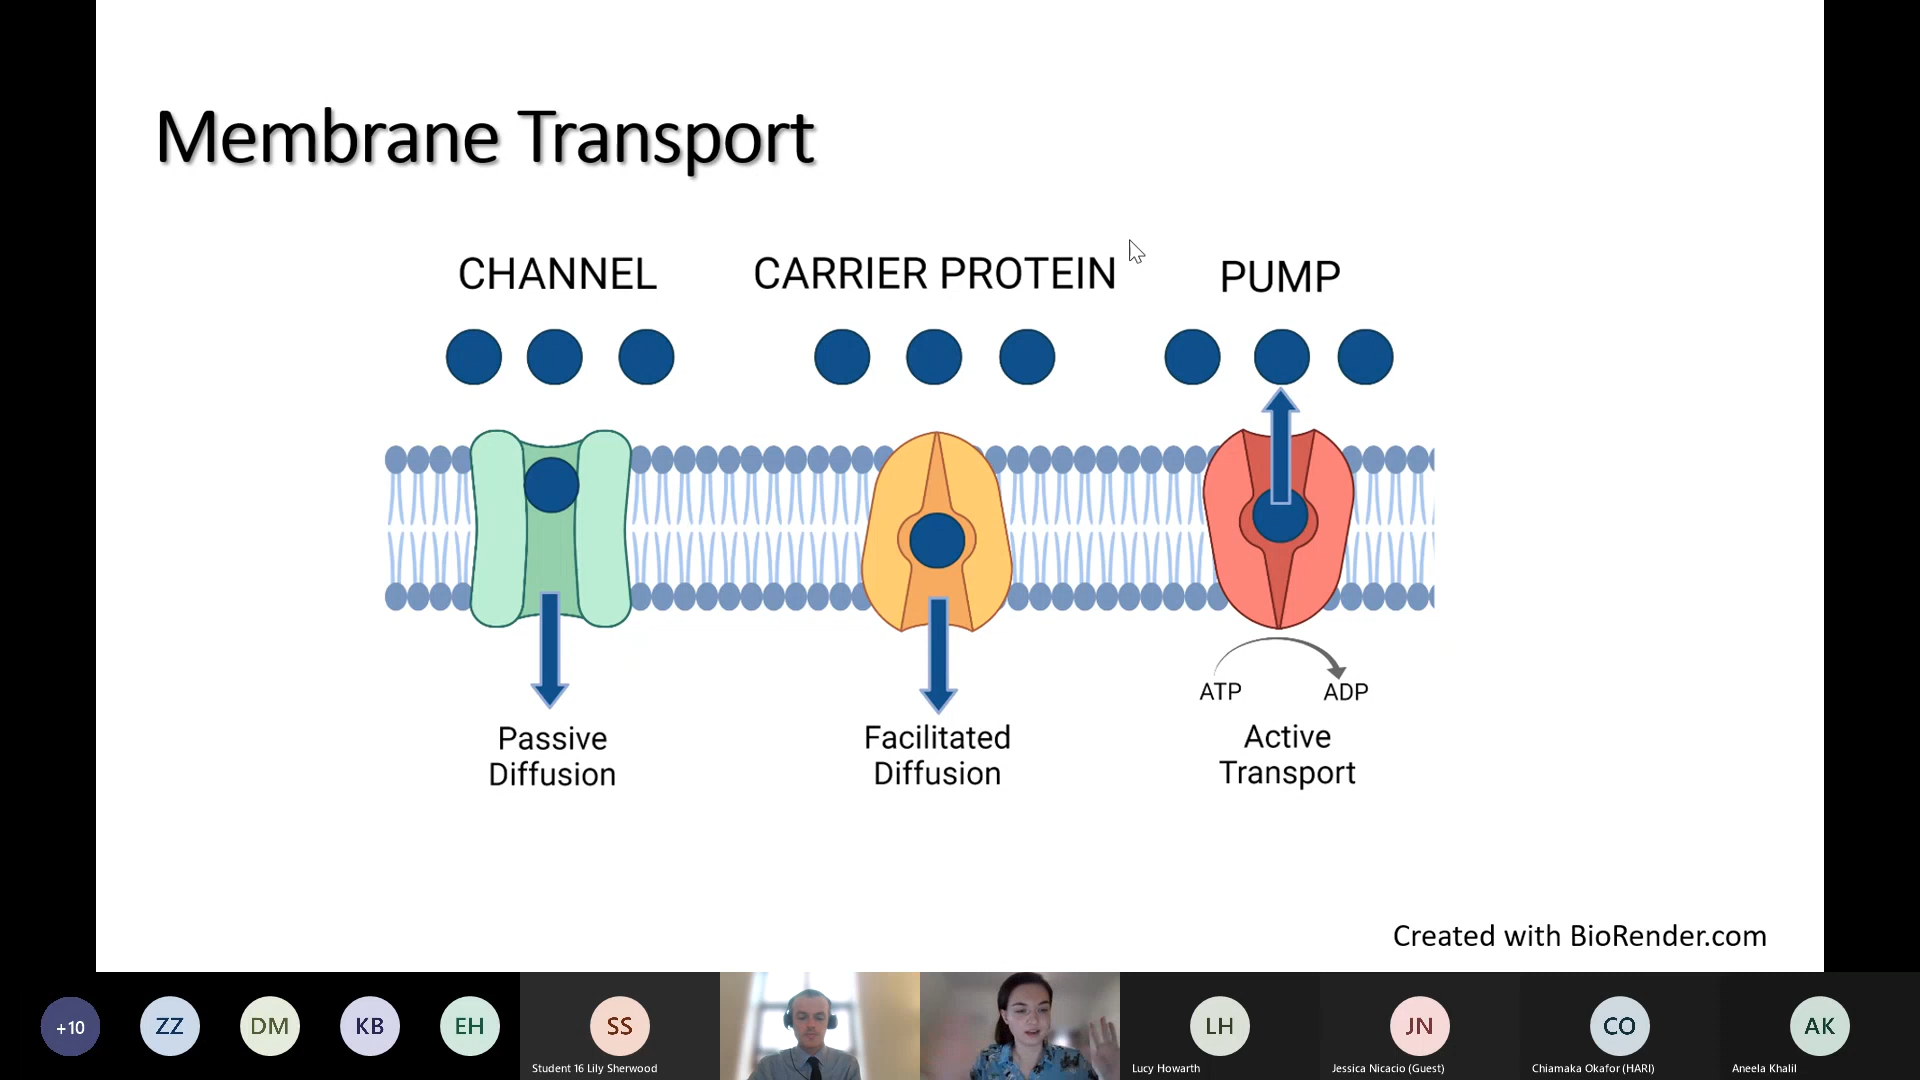 Membrane Transport
CHANNEL
CARRIER PROTEIN
PUMP
ATP
ADP
Passive
Diffusion
Facilitated
Diffusion
Active
Transport
Created with BioRender.com
+10
ZZ
DM
KB
EH
SS
Student 16 Lily Sherwood
LH
Lucy Howarth
JN
Jessica Nicacio (Guest)
CO
Chiamaka Okafor (HARI)
AK
Aneela Khalil